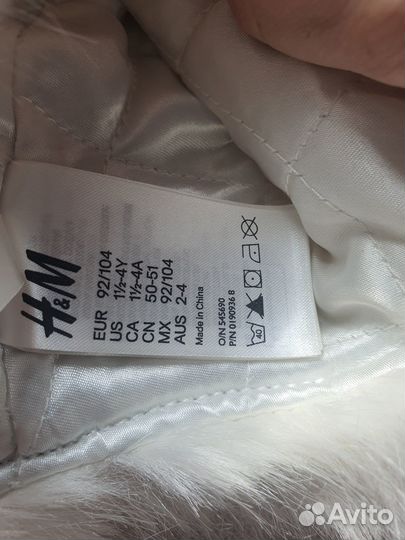 H&M
EUR 92/104
US 1½-4Y
CA 1½-4A
CN 50-51
MX 92/104
AUS 2-4
Made in China
O/N 545690
P/N 0190936 8
40
Avito